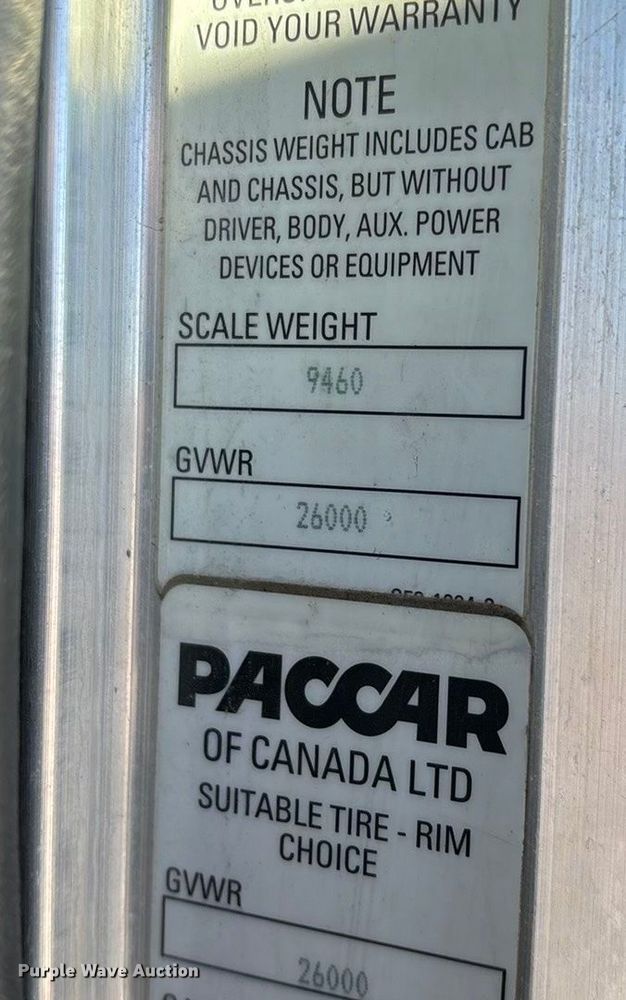 VOID YOUR WARRANTY
NOTE
CHASSIS WEIGHT INCLUDES CAB
AND CHASSIS, BUT WITHOUT
DRIVER, BODY, AUX. POWER
DEVICES OR EQUIPMENT
SCALE WEIGHT
9460
GVWR
26000
PACCAR
OF CANADA LTD
SUITABLE TIRE - RIM
CHOICE
GVWR
26000
Purple Wave Auction